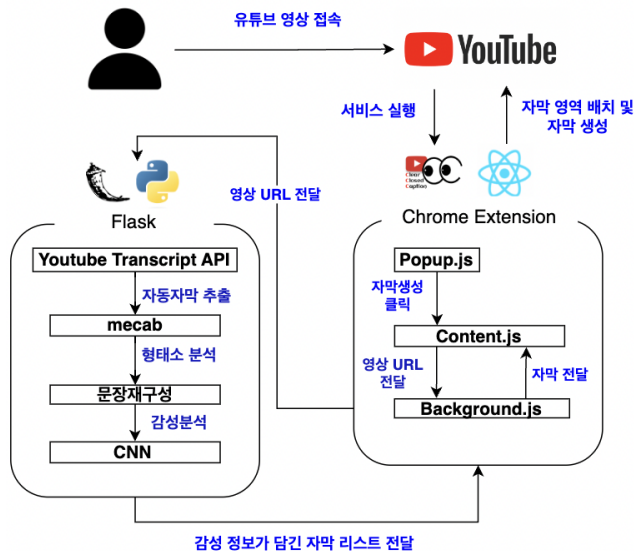 유튜브 영상 접속
YouTube
서비스 실행
자막 영역 배치 및
자막 생성
Clear
Closed
Caption
영상 URL 전달
Flask
Chrome Extension
Youtube Transcript API
자동자막 추출
mecab
형태소 분석
문장재구성
감성분석
CNN
Popup.js
자막생성
클릭
Content.js
영상 URL
전달
자막 전달
Background.js
감성 정보가 담긴 자막 리스트 전달